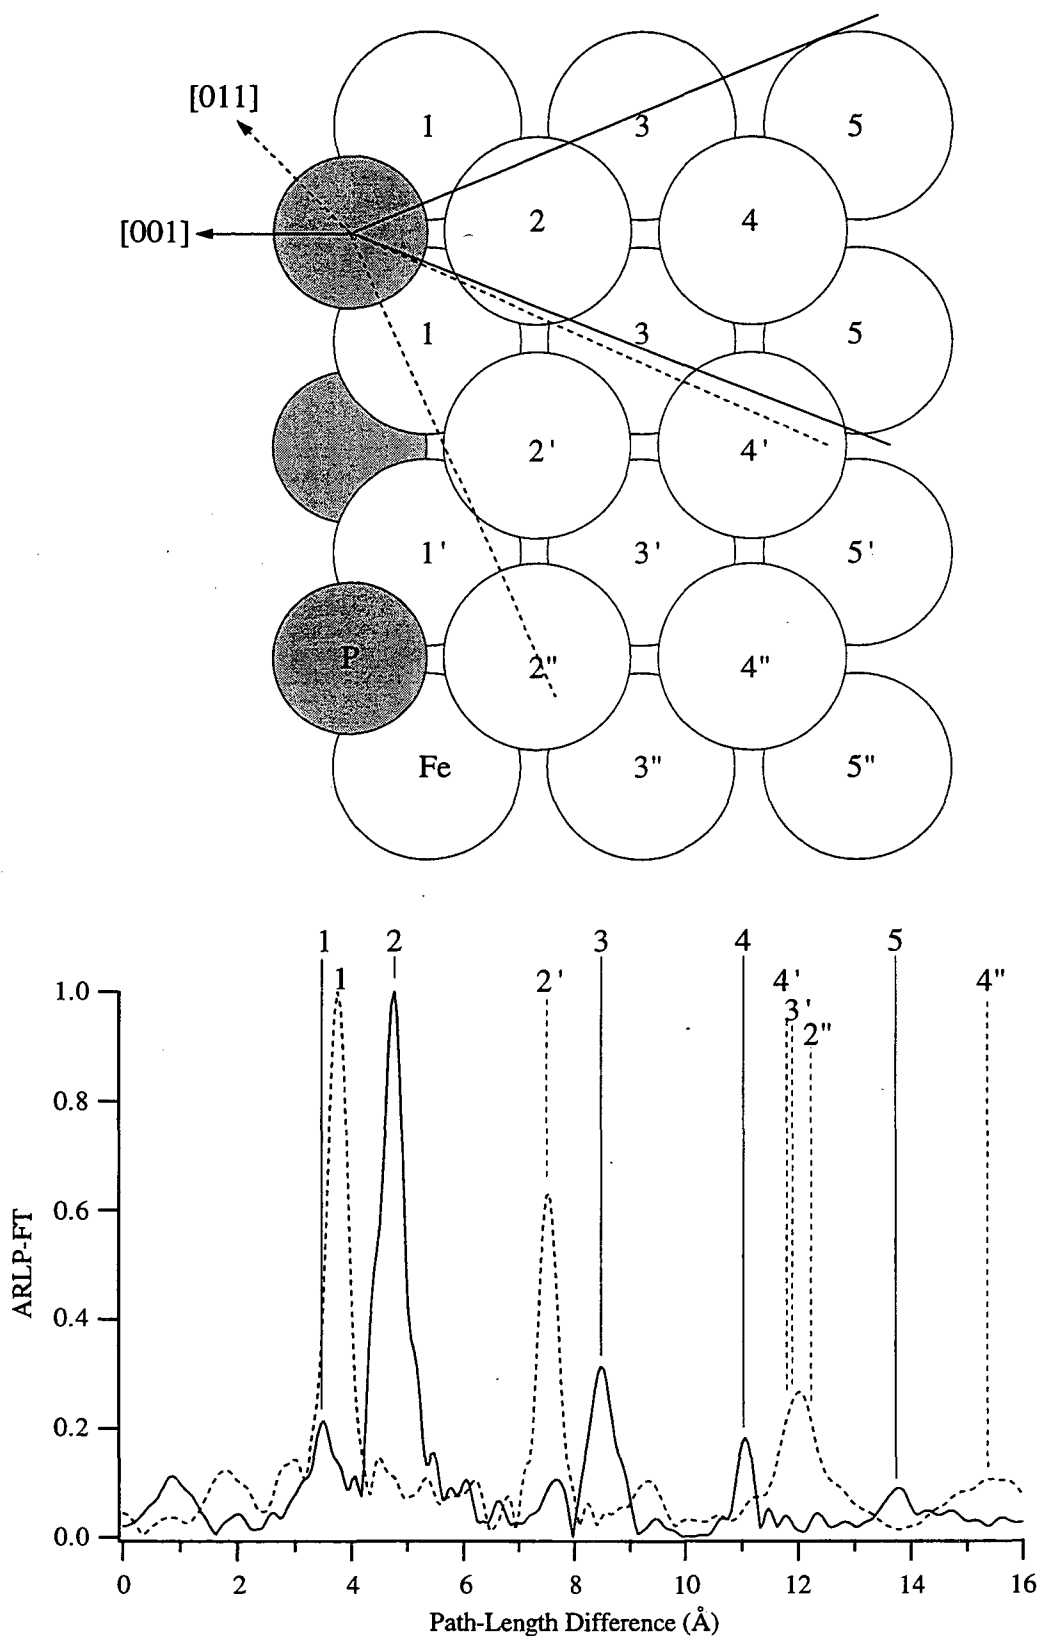 [011]
1 3 5
[001]
2 4
1 3 5
2' 4'
1' 3' 5'
P 2" 4"
Fe 3" 5"
1 2 3 4 5
1 2' 4' 4"
3'
2"
1.0
0.8
0.6
0.4
0.2
0.0
ARLP-FT
0 2 4 6 8 10 12 14 16
Path-Length Difference (Å)